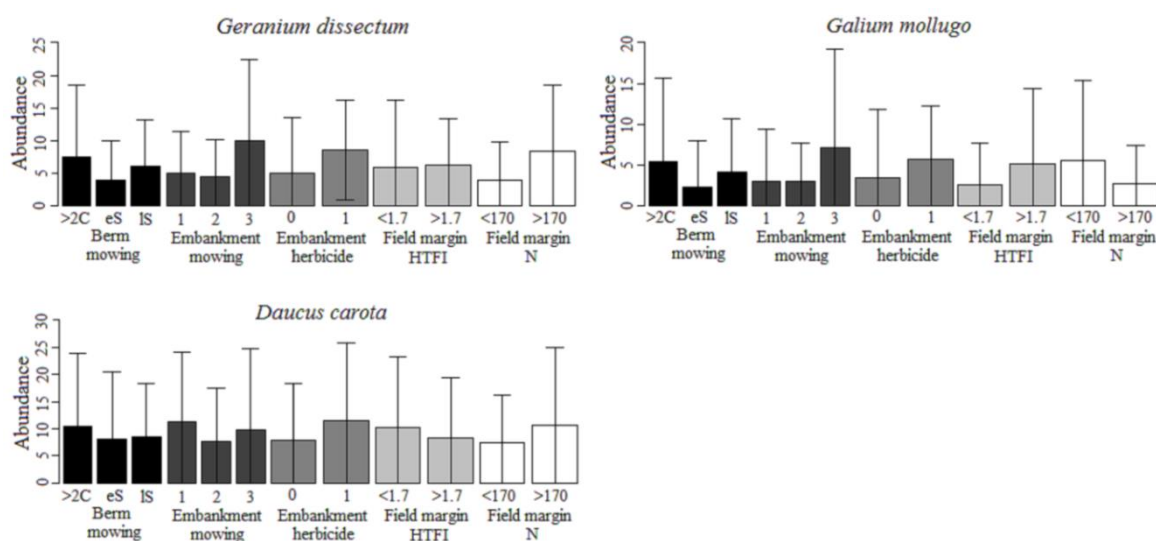 Geranium dissectum
Abundance
25
20
15
10
5
0
>2C eS lS 1 2 3 0 1 <1.7 >1.7 <170 >170
Berm Embankment Embankment Field margin Field margin
mowing mowing herbicide HTFI N
Galium mollugo
Abundance
20
15
10
5
0
>2C eS lS 1 2 3 0 1 <1.7 >1.7 <170 >170
Berm Embankment Embankment Field margin Field margin
mowing mowing herbicide HTFI N
Daucus carota
Abundance
30
25
20
15
10
5
0
>2C eS lS 1 2 3 0 1 <1.7 >1.7 <170 >170
Berm Embankment Embankment Field margin Field margin
mowing mowing herbicide HTFI N